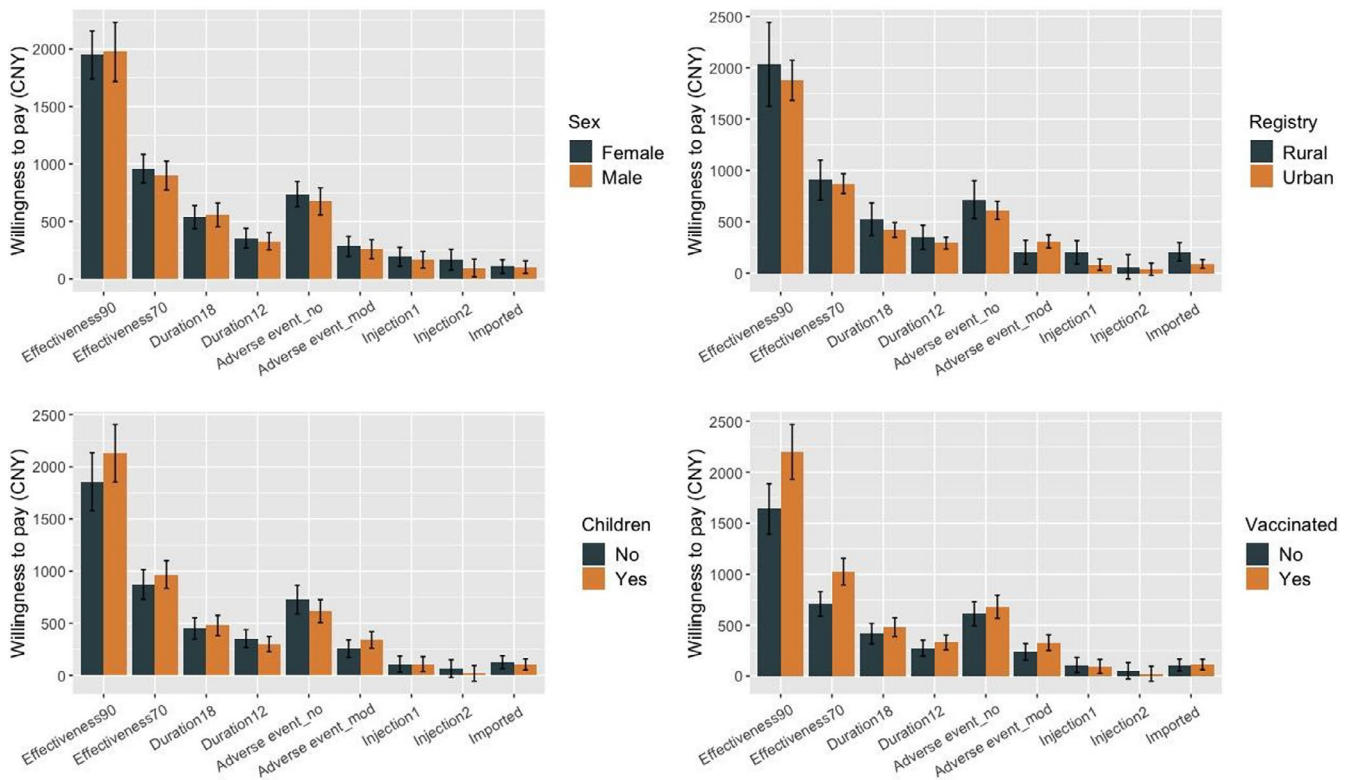 Willingness to pay (CNY)
2000
1500
1000
500
0
Effectiveness90
Effectiveness70
Duration18
Duration12
Adverse event_no
Adverse event_mod
Injection1
Injection2
Imported
Sex
Female
Male
Willingness to pay (CNY)
2500
2000
1500
1000
500
0
Effectiveness90
Effectiveness70
Duration18
Duration12
Adverse event_no
Adverse event_mod
Injection1
Injection2
Imported
Registry
Rural
Urban
Willingness to pay (CNY)
2500
2000
1500
1000
500
0
Effectiveness90
Effectiveness70
Duration18
Duration12
Adverse event_no
Adverse event_mod
Injection1
Injection2
Imported
Children
No
Yes
Willingness to pay (CNY)
2500
2000
1500
1000
500
0
Effectiveness90
Effectiveness70
Duration18
Duration12
Adverse event_no
Adverse event_mod
Injection1
Injection2
Imported
Vaccinated
No
Yes